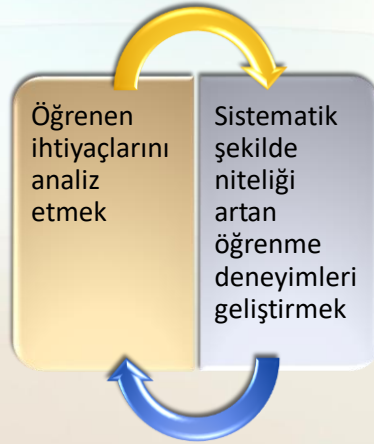 Öğrenen
ihtiyaçlarını
analiz
etmek
Sistematik
şekilde
niteliği
artan
öğrenme
deneyimleri
geliştirmek